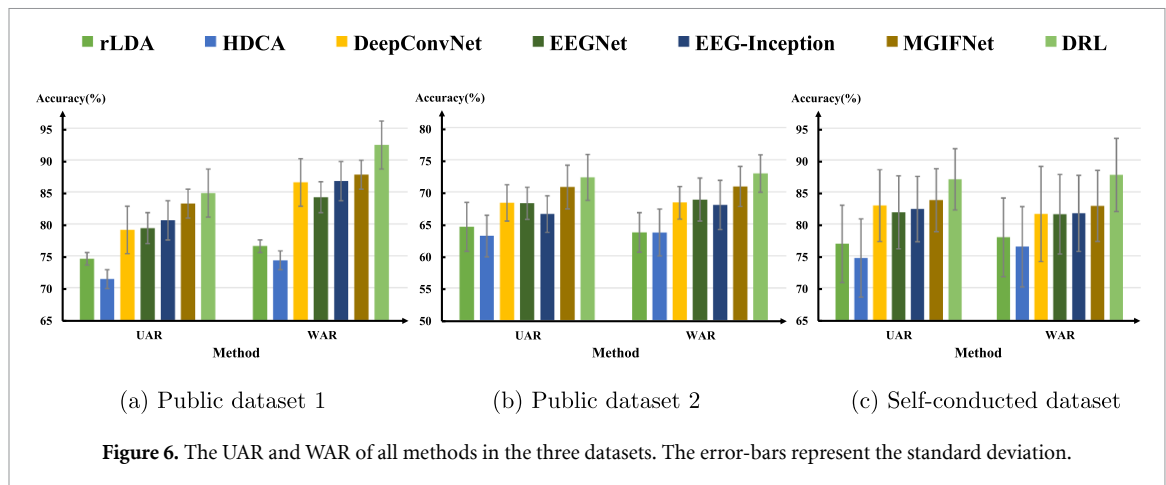 rLDA HDCA DeepConvNet EEGNet EEG-Inception MGIFNet DRL
Accuracy(%)
95
90
85
80
75
70
65
UAR WAR
Method
(a) Public dataset 1
Accuracy(%)
80
75
70
65
60
55
50
UAR WAR
Method
(b) Public dataset 2
Accuracy(%)
95
90
85
80
75
70
65
UAR WAR
Method
(c) Self-conducted dataset
Figure 6. The UAR and WAR of all methods in the three datasets. The error-bars represent the standard deviation.